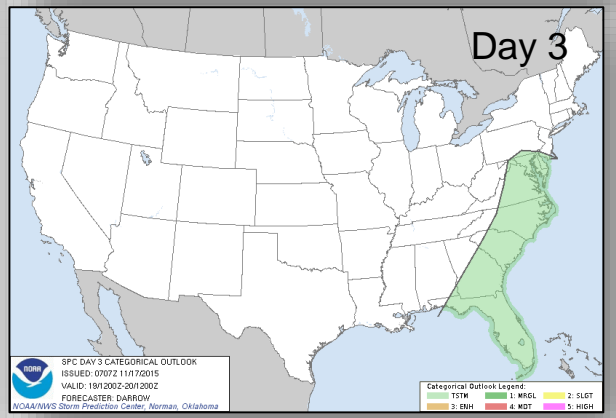 Day 3
NOAA
SPC DAY 3 CATEGORICAL OUTLOOK
ISSUED: 0707Z 11/17/2015
VALID: 19/1200Z-20/1200Z
FORECASTER: DARROW
NOAA/NWS Storm Prediction Center, Norman, Oklahoma
Categorical Outlook Legend:
TSTM 1: MRGL 2: SLGT
3: ENH 4: MDT 5: HIGH